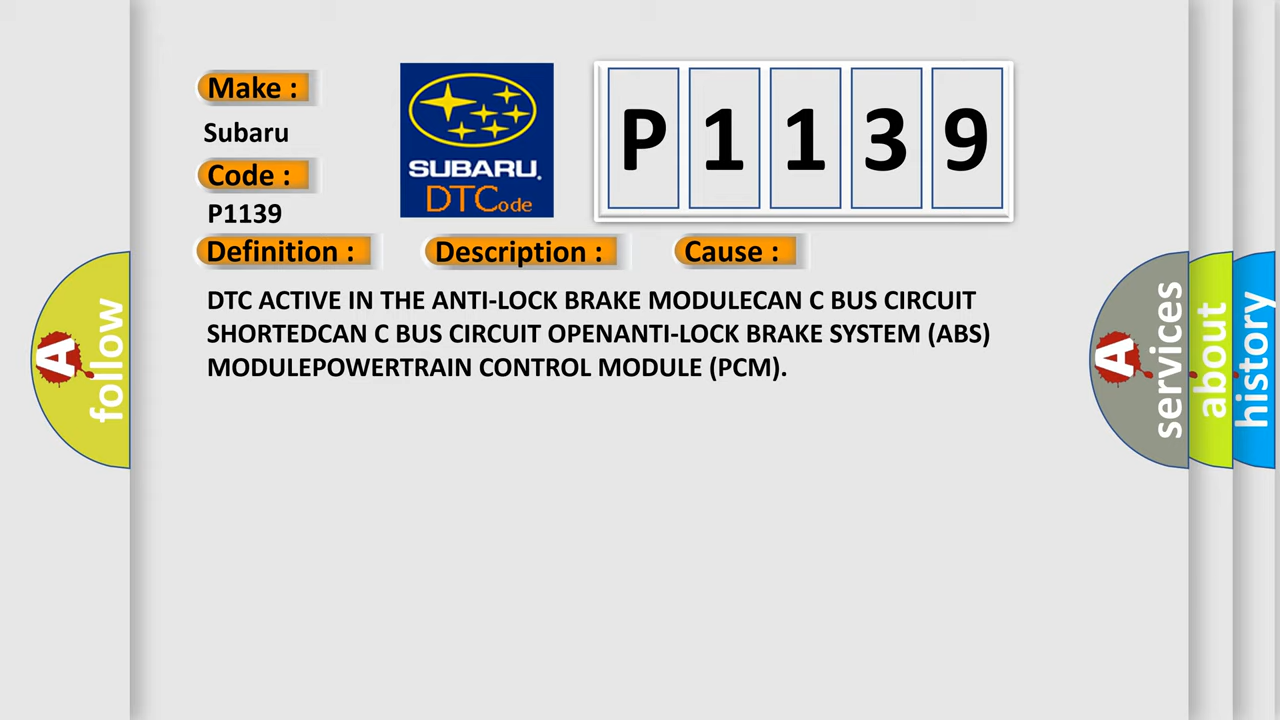 Make :
Subaru
Code :
P1139
SUBARU
DTCode
P 1 1 3 9
Definition : Description : Cause :
DTC ACTIVE IN THE ANTI-LOCK BRAKE MODULECAN C BUS CIRCUIT
SHORTEDCAN C BUS CIRCUIT OPENANTI-LOCK BRAKE SYSTEM (ABS)
MODULEPOWERTRAIN CONTROL MODULE (PCM).
A follow
A services
about
history